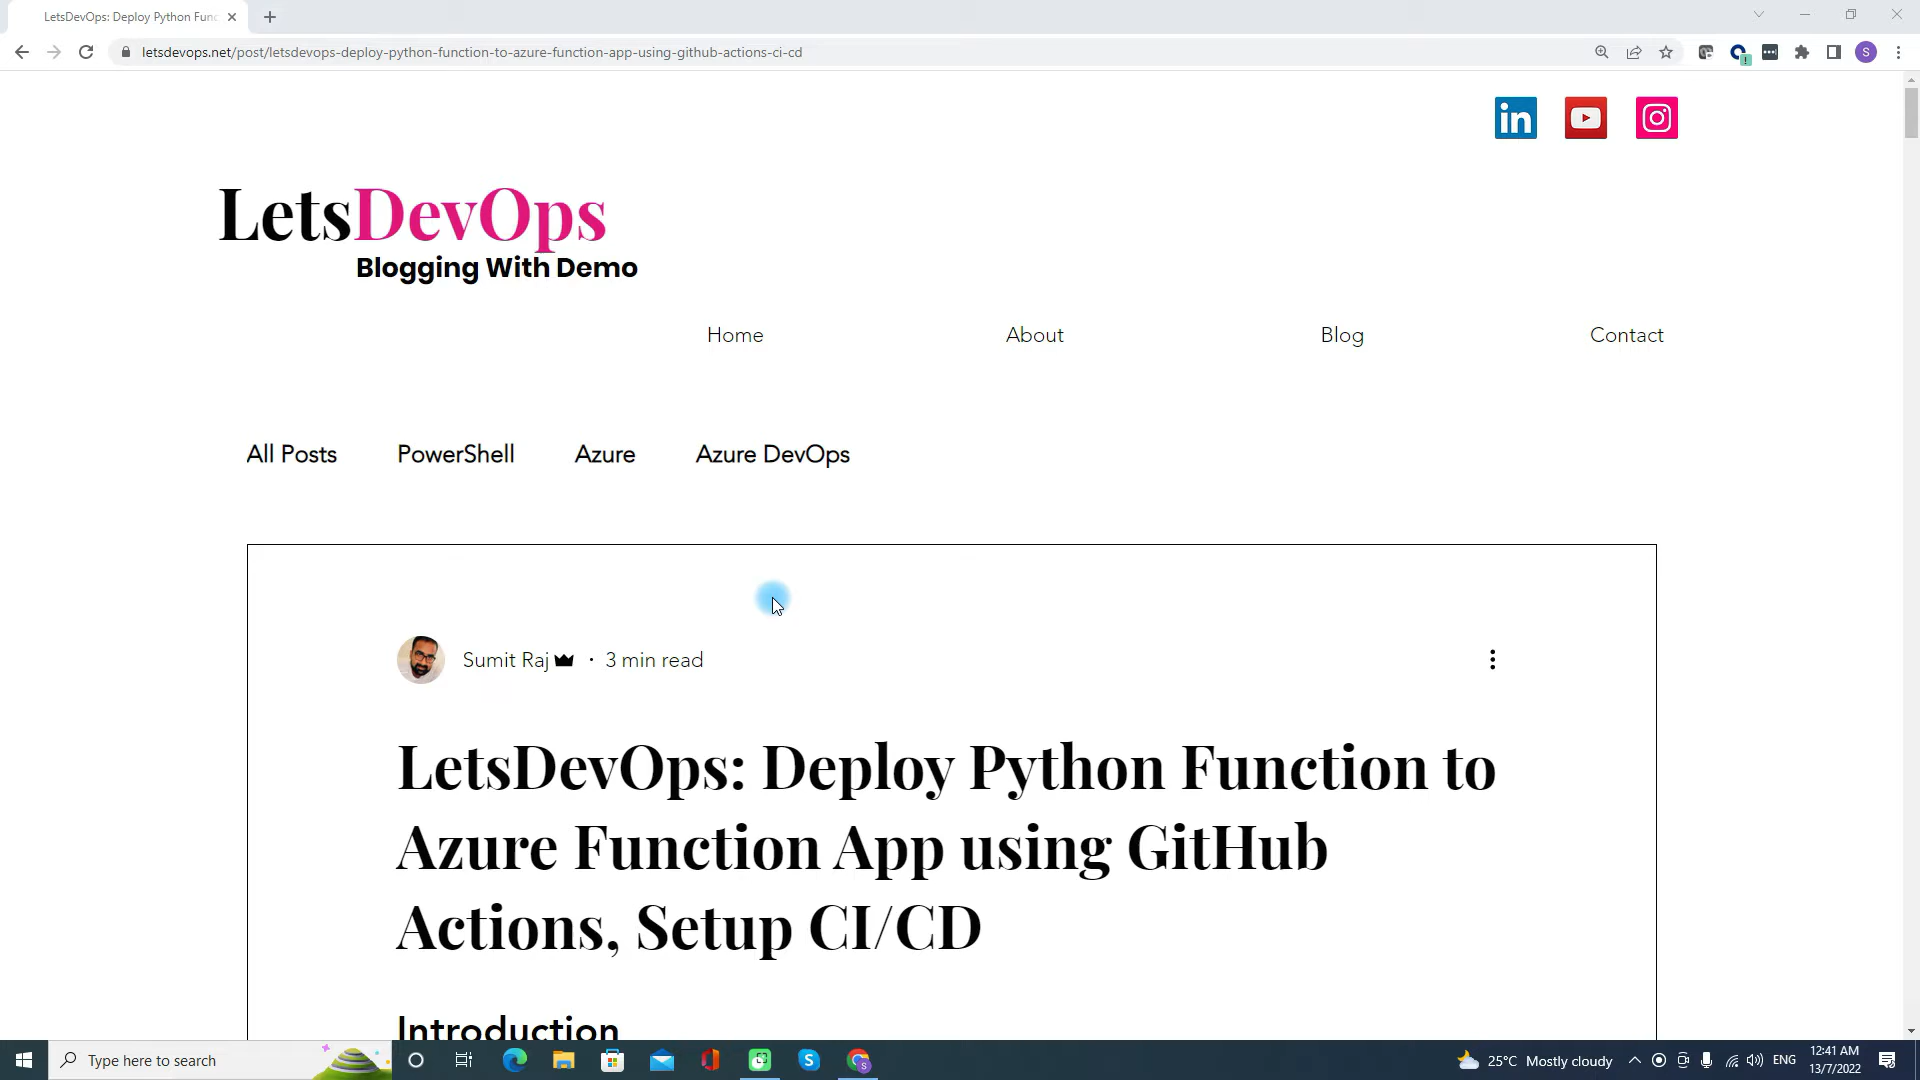 LetsDevOps: Deploy Python Func
letsdevops.net/post/letsdevops-deploy-python-function-to-azure-function-app-using-github-actions-ci-cd
S
in
LetsDevOps
Blogging With Demo
Home About Blog Contact
All Posts PowerShell Azure Azure DevOps
Sumit Raj · 3 min read
LetsDevOps: Deploy Python Function to
Azure Function App using GitHub
Actions, Setup CI/CD
Introduction
Type here to search
25°C Mostly cloudy
ENG
12:41 AM
13/7/2022